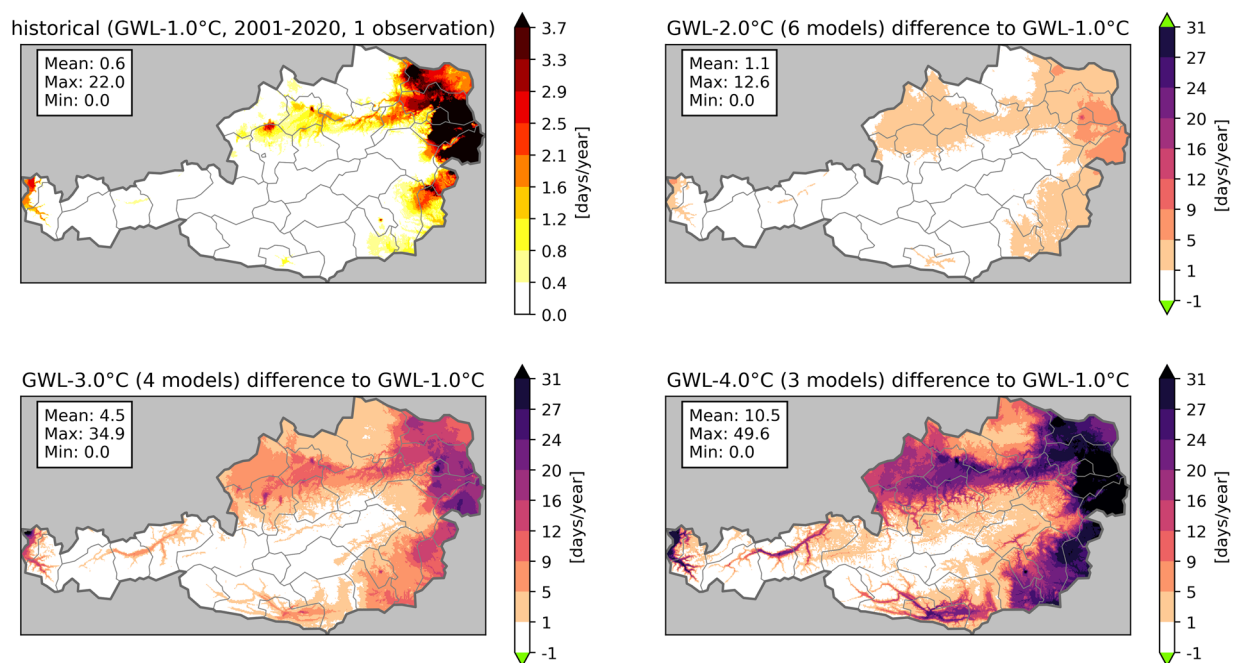 historical (GWL-1.0°C, 2001-2020, 1 observation)
Mean: 0.6
Max: 22.0
Min: 0.0
3.7
3.3
2.9
2.5
2.1
1.6
1.2
0.8
0.4
0.0
[days/year]
GWL-2.0°C (6 models) difference to GWL-1.0°C
Mean: 1.1
Max: 12.6
Min: 0.0
31
27
24
20
16
12
9
5
1
-1
[days/year]
GWL-3.0°C (4 models) difference to GWL-1.0°C
Mean: 4.5
Max: 34.9
Min: 0.0
31
27
24
20
16
12
9
5
1
-1
[days/year]
GWL-4.0°C (3 models) difference to GWL-1.0°C
Mean: 10.5
Max: 49.6
Min: 0.0
31
27
24
20
16
12
9
5
1
-1
[days/year]